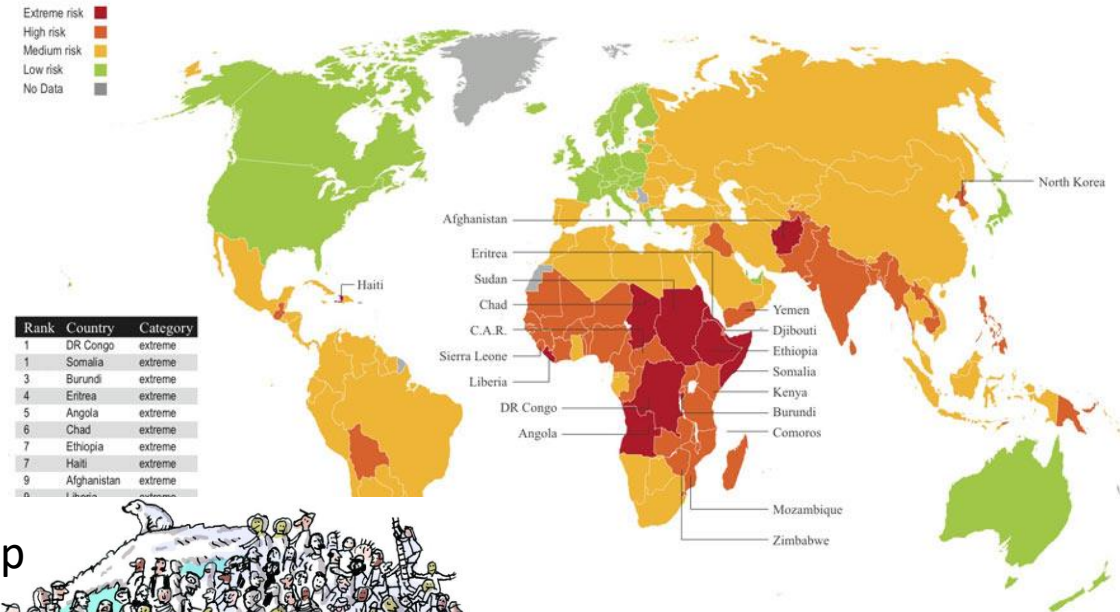 Extreme risk
High risk
Medium risk
Low risk
No Data
North Korea
Afghanistan
Eritrea
Sudan
Chad
C.A.R.
Sierra Leone
Liberia
DR Congo
Angola
Haiti
Yemen
Djibouti
Ethiopia
Somalia
Kenya
Burundi
Comoros
Mozambique
Zimbabwe
Rank Country Category
1 DR Congo extreme
1 Somalia extreme
3 Burundi extreme
4 Eritrea extreme
5 Angola extreme
6 Chad extreme
7 Ethiopia extreme
7 Haiti extreme
9 Afghanistan extreme
9 Liberia extreme
p